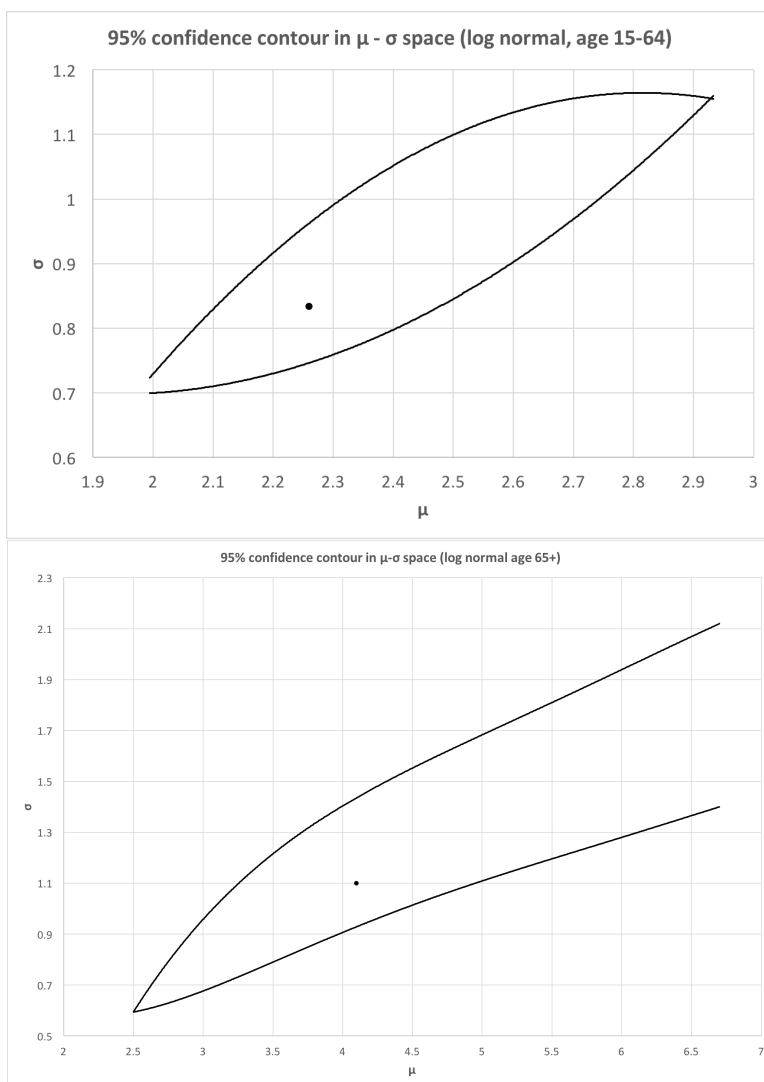 95% confidence contour in μ - σ space (log normal, age 15-64)
1.2
1.1
1
0.9
0.8
0.7
0.6
σ
1.9 2 2.1 2.2 2.3 2.4 2.5 2.6 2.7 2.8 2.9 3
μ
95% confidence contour in μ-σ space (log normal age 65+)
2.3
2.1
1.9
1.7
1.5
1.3
1.1
0.9
0.7
0.5
σ
2 2.5 3 3.5 4 4.5 5 5.5 6 6.5 7
μ